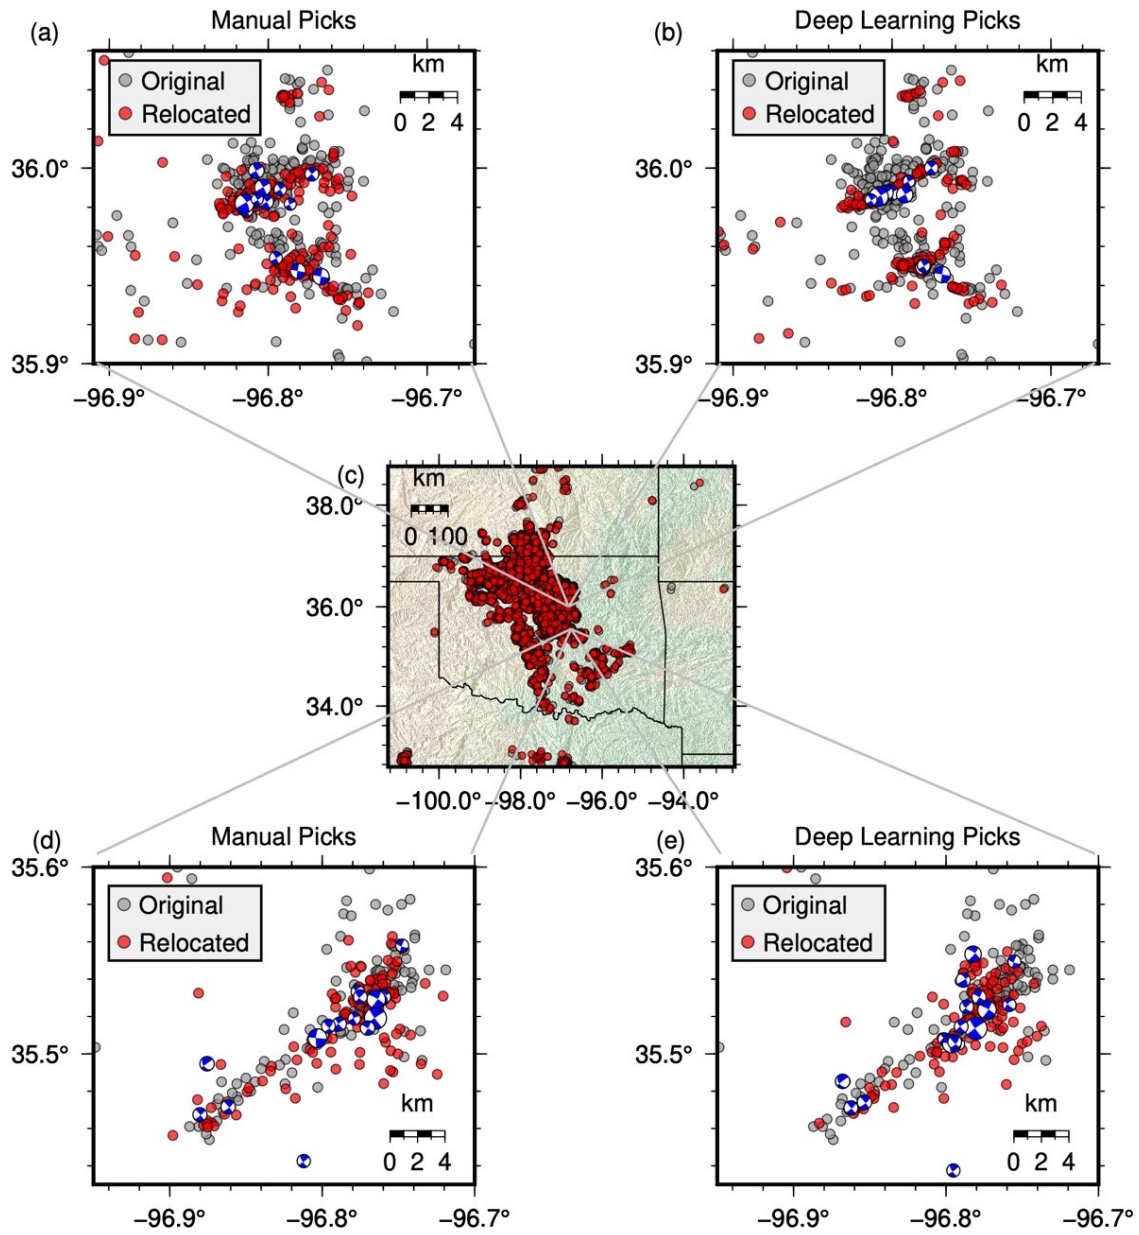 (a)
Manual Picks
Original
Relocated
km
0 2 4
36.0°
35.9°
−96.9°
−96.8°
−96.7°
(b)
Deep Learning Picks
Original
Relocated
km
0 2 4
36.0°
35.9°
−96.9°
−96.8°
−96.7°
(c)
km
0 100
38.0°
36.0°
34.0°
−100.0°
−98.0°
−96.0°
−94.0°
(d)
Manual Picks
Original
Relocated
35.6°
35.5°
km
0 2 4
−96.9°
−96.8°
−96.7°
(e)
Deep Learning Picks
Original
Relocated
35.6°
35.5°
km
0 2 4
−96.9°
−96.8°
−96.7°